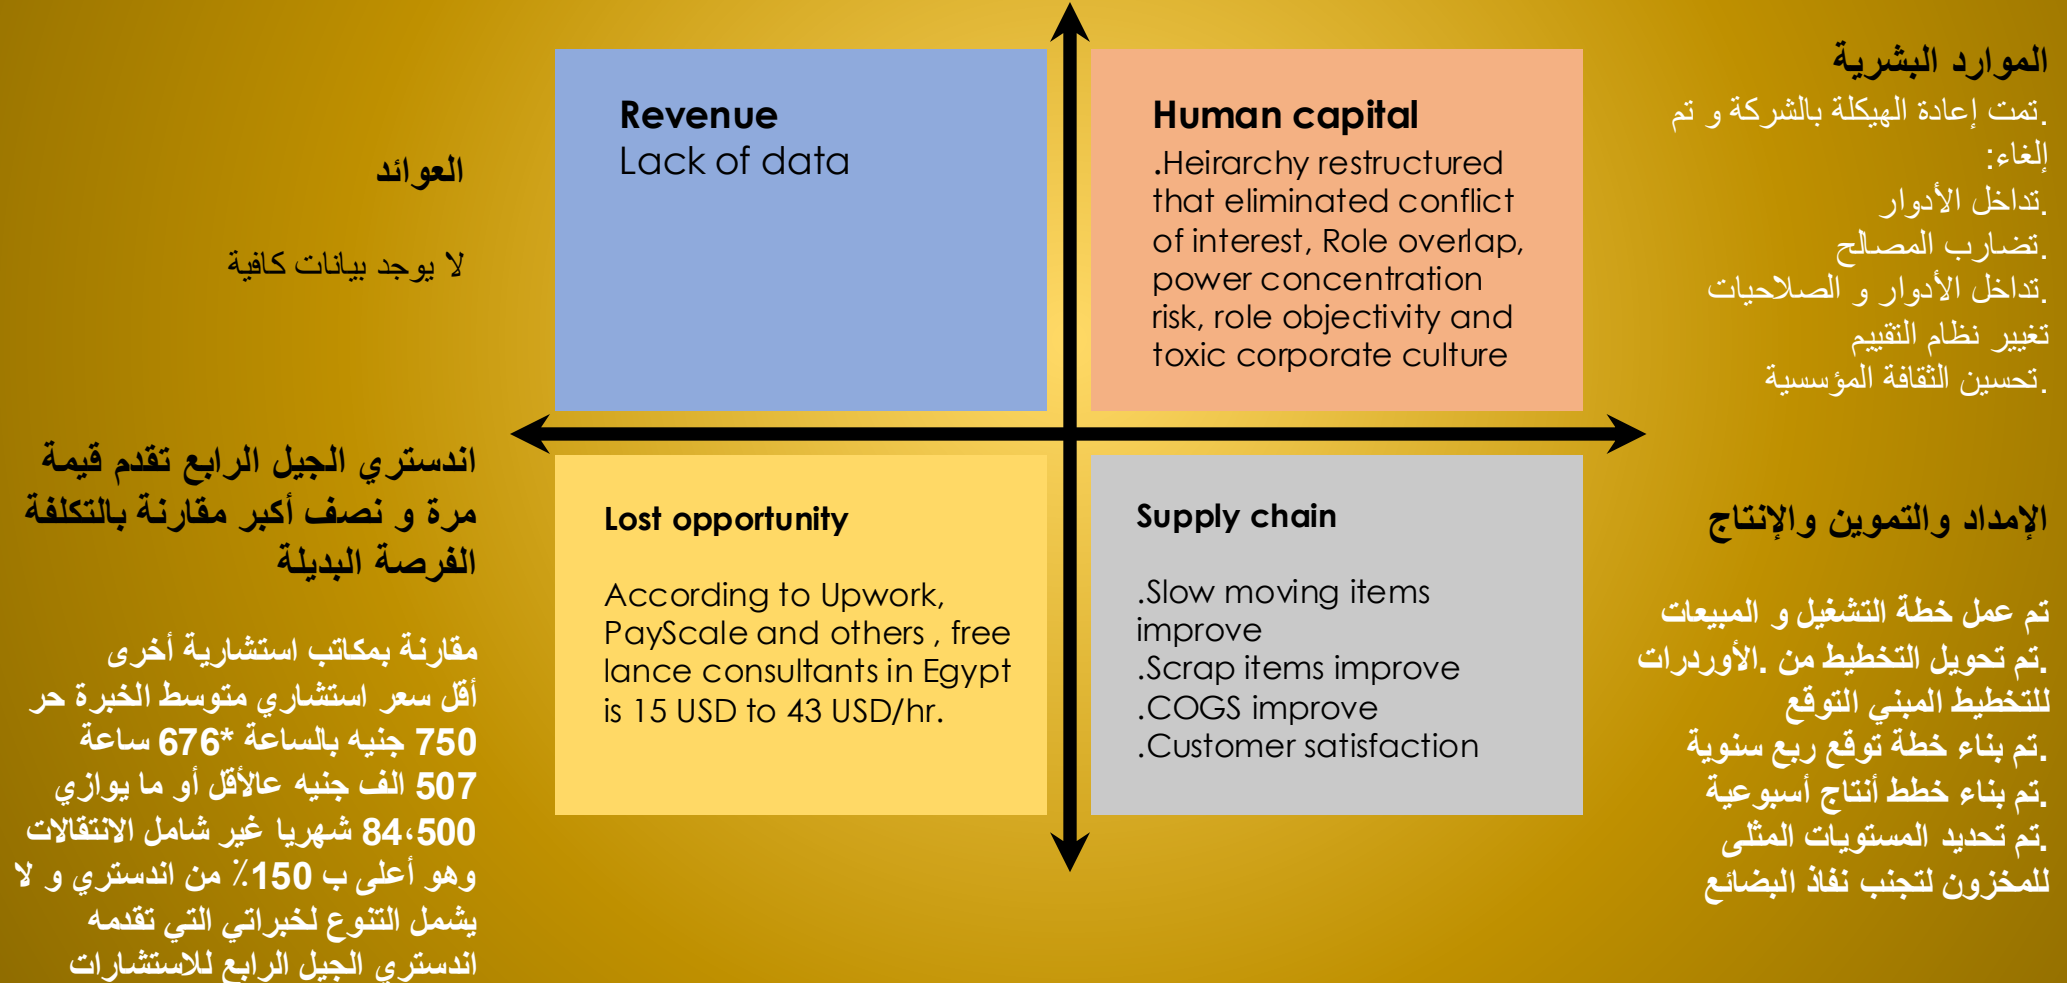 Revenue
Lack of data
Human capital
.Heirarchy restructured
that eliminated conflict
of interest, Role overlap,
power concentration
risk, role objectivity and
toxic corporate culture
الموارد البشرية
.تمت إعادة الهيكلة بالشركة و تم
إلغاء:
.تداخل الأدوار
.تضارب المصالح
.تداخل الأدوار و الصلاحيات
تغيير نظام التقييم
.تحسين الثقافة المؤسسية
العوائد
لا يوجد بيانات كافية
اندستري الجيل الرابع تقدم قيمة
مرة و نصف أكبر مقارنة بالتكلفة
الفرصة البديلة
مقارنة بمكاتب استشارية أخرى
أقل سعر استشاري متوسط الخبرة حر
750 جنيه بالساعة *676 ساعة
507 الف جنيه عالأقل أو ما يوازي
84،500 شهريا غير شامل الانتقالات
وهو أعلى ب 150٪ من اندستري و لا
يشمل التنوع لخبراتي التي تقدمه
اندستري الجيل الرابع للاستشارات
Lost opportunity
According to Upwork,
PayScale and others , free
lance consultants in Egypt
is 15 USD to 43 USD/hr.
Supply chain
.Slow moving items
improve
.Scrap items improve
.COGS improve
.Customer satisfaction
الإمداد والتموين والإنتاج
تم عمل خطة التشغيل و المبيعات
.تم تحويل التخطيط من .الأوردرات
للتخطيط المبني التوقع
.تم بناء خطة توقع ربع سنوية
.تم بناء خطط أنتاج أسبوعية
.تم تحديد المستويات المثلى
للمخزون لتجنب نفاذ البضائع